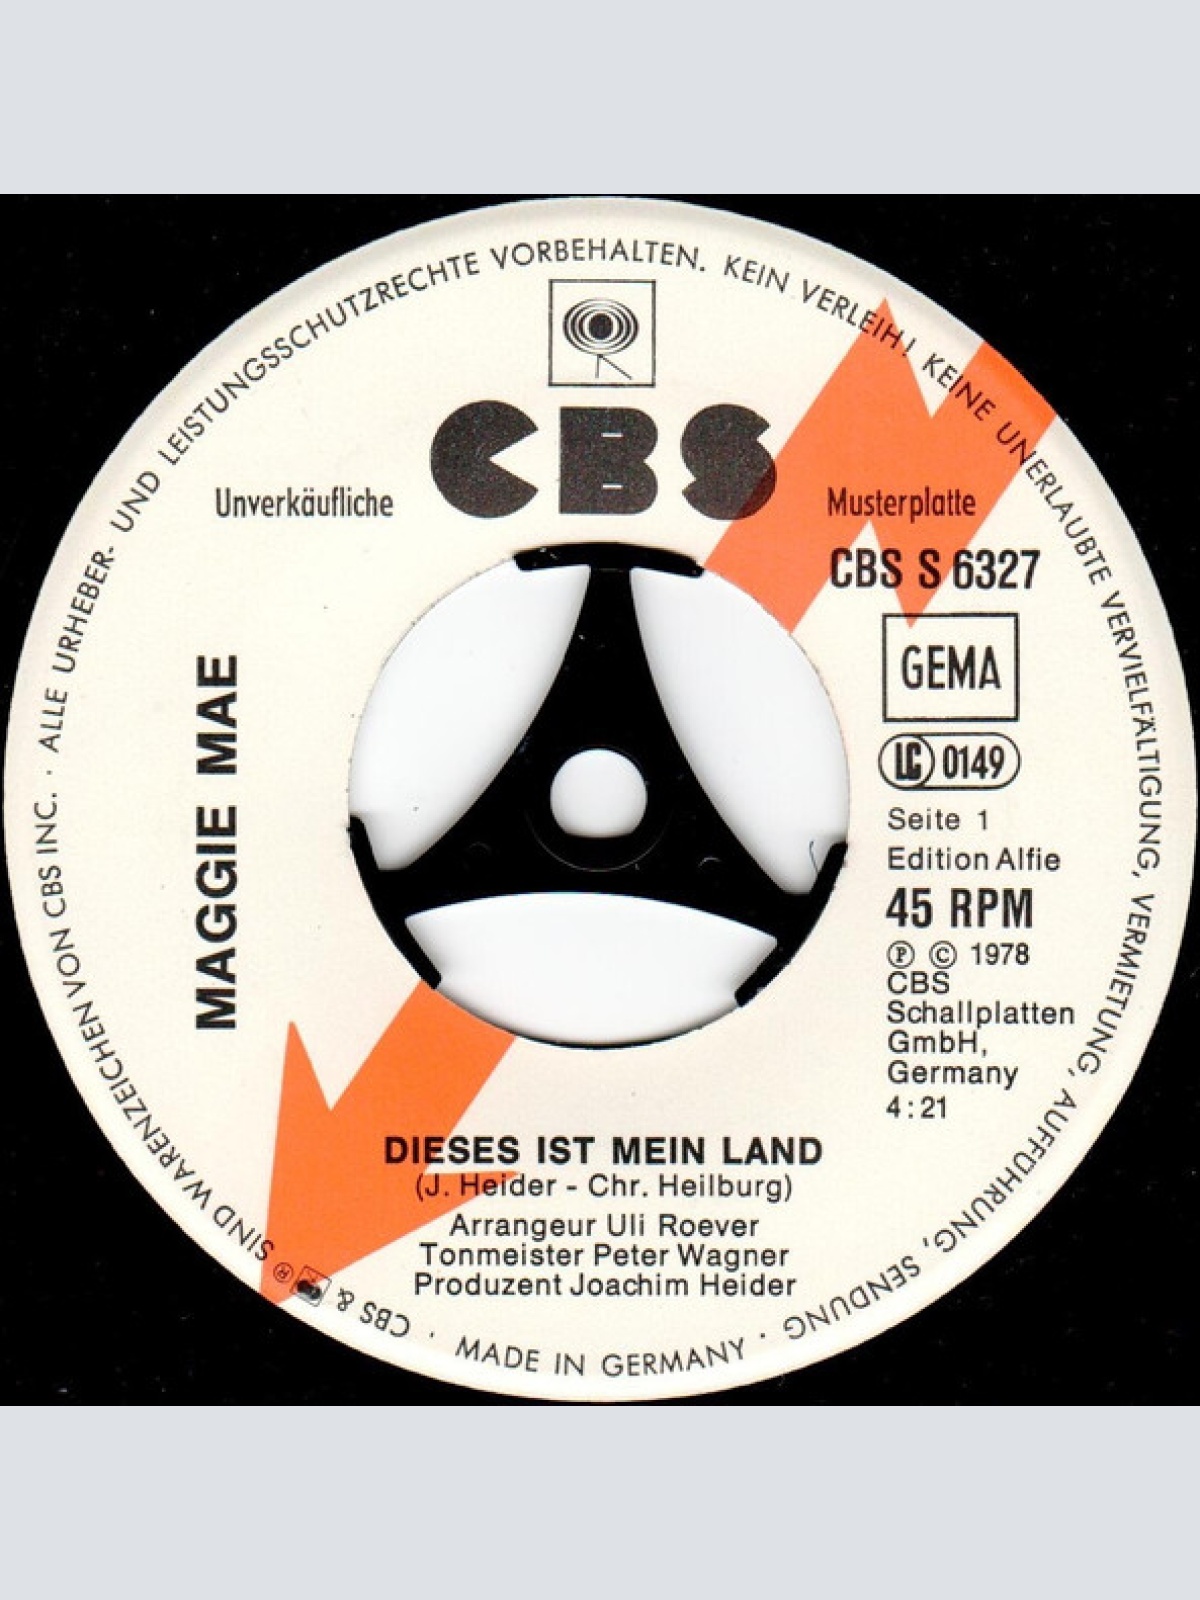 ALLE URHEBER- UND LEISTUNGSSCHUTZRECHTE VORBEHALTEN. KEIN VERLEIH! KEINE UNERLAUBTE VERVIELFÄLTIGUNG, VERMIETUNG, AUFFÜHRUNG, SENDUNG ·
CBS
Unverkäufliche
Musterplatte
CBS S 6327
GEMA
LC 0149
Seite 1
Edition Alfie
45 RPM
Ⓟ © 1978
CBS
Schallplatten
GmbH,
Germany
4:21
MAGGIE MAE
DIESES IST MEIN LAND
(J. Heider - Chr. Heilburg)
Arrangeur Uli Roever
Tonmeister Peter Wagner
Produzent Joachim Heider
CBS & ® SIND WARENZEICHEN VON CBS INC. ·
· MADE IN GERMANY